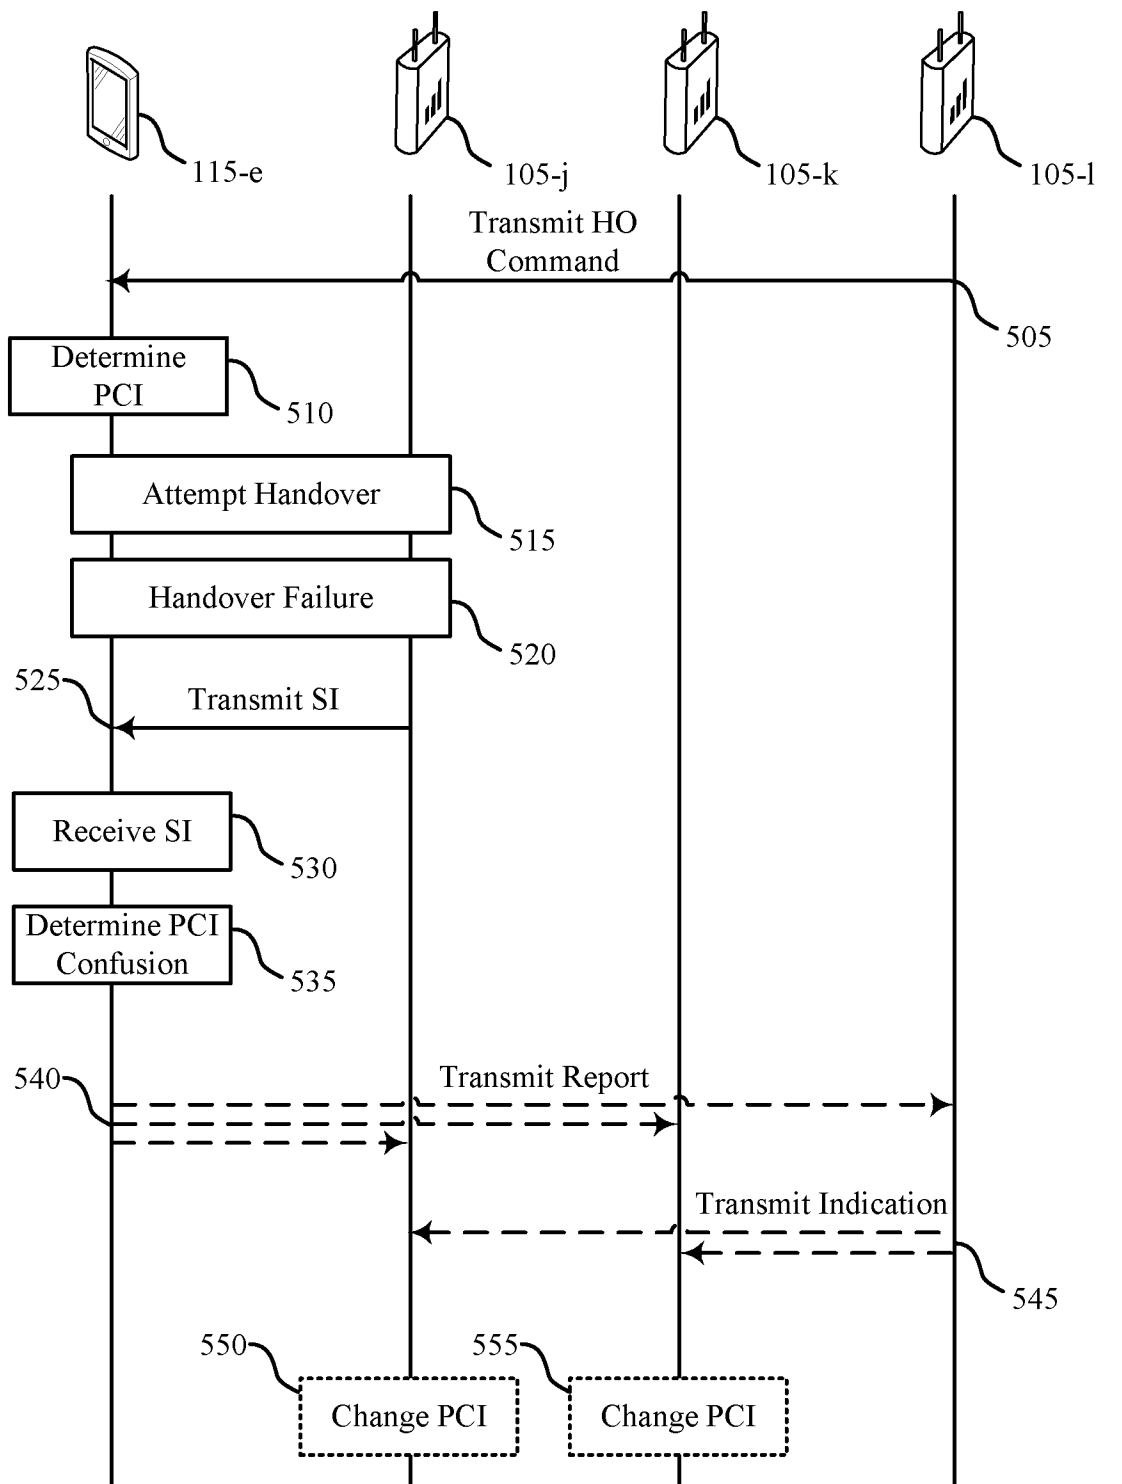 115-e
105-j
105-k
105-l
Transmit HO
Command
505
Determine
PCI
510
Attempt Handover
515
Handover Failure
520
525
Transmit SI
Receive SI
530
Determine PCI
Confusion
535
540
Transmit Report
Transmit Indication
545
550
555
Change PCI
Change PCI